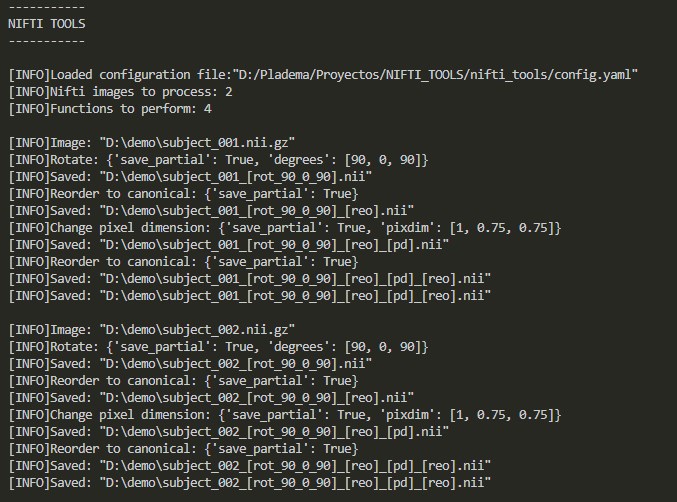 -----------
NIFTI TOOLS
-----------
[INFO]Loaded configuration file:"D:/Pladema/Proyectos/NIFTI_TOOLS/nifti_tools/config.yaml"
[INFO]Nifti images to process: 2
[INFO]Functions to perform: 4
[INFO]Image: "D:\demo\subject_001.nii.gz"
[INFO]Rotate: {'save_partial': True, 'degrees': [90, 0, 90]}
[INFO]Saved: "D:\demo\subject_001_[rot_90_0_90].nii"
[INFO]Reorder to canonical: {'save_partial': True}
[INFO]Saved: "D:\demo\subject_001_[rot_90_0_90]_[reo].nii"
[INFO]Change pixel dimension: {'save_partial': True, 'pixdim': [1, 0.75, 0.75]}
[INFO]Saved: "D:\demo\subject_001_[rot_90_0_90]_[reo]_[pd].nii"
[INFO]Reorder to canonical: {'save_partial': True}
[INFO]Saved: "D:\demo\subject_001_[rot_90_0_90]_[reo]_[pd]_[reo].nii"
[INFO]Saved: "D:\demo\subject_001_[rot_90_0_90]_[reo]_[pd]_[reo].nii"
[INFO]Image: "D:\demo\subject_002.nii.gz"
[INFO]Rotate: {'save_partial': True, 'degrees': [90, 0, 90]}
[INFO]Saved: "D:\demo\subject_002_[rot_90_0_90].nii"
[INFO]Reorder to canonical: {'save_partial': True}
[INFO]Saved: "D:\demo\subject_002_[rot_90_0_90]_[reo].nii"
[INFO]Change pixel dimension: {'save_partial': True, 'pixdim': [1, 0.75, 0.75]}
[INFO]Saved: "D:\demo\subject_002_[rot_90_0_90]_[reo]_[pd].nii"
[INFO]Reorder to canonical: {'save_partial': True}
[INFO]Saved: "D:\demo\subject_002_[rot_90_0_90]_[reo]_[pd]_[reo].nii"
[INFO]Saved: "D:\demo\subject_002_[rot_90_0_90]_[reo]_[pd]_[reo].nii"